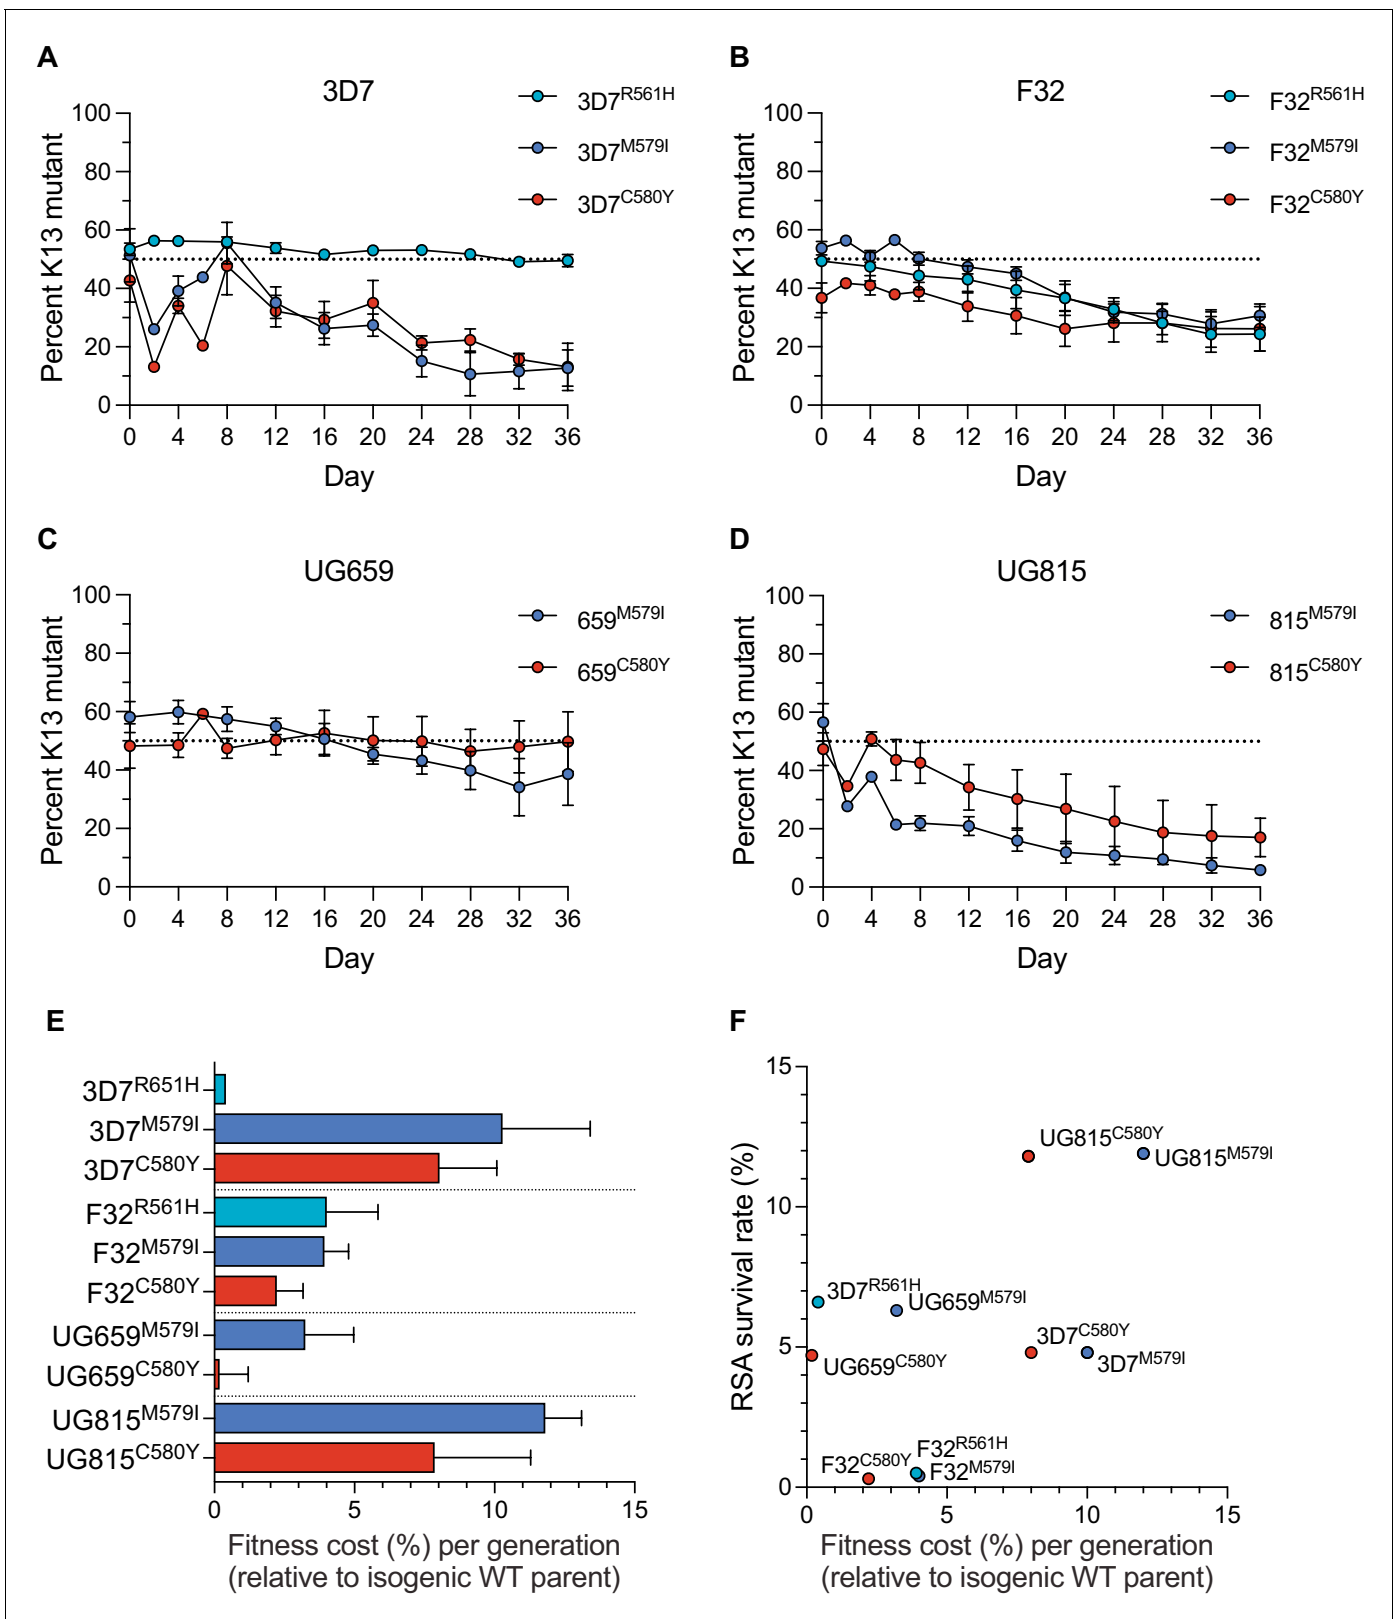 A
3D7
3D7R561H
3D7M579I
3D7C580Y
Percent K13 mutant
100
80
60
40
20
0
0 4 8 12 16 20 24 28 32 36
Day
B
F32
F32R561H
F32M579I
F32C580Y
Percent K13 mutant
100
80
60
40
20
0
0 4 8 12 16 20 24 28 32 36
Day
C
UG659
659M579I
659C580Y
Percent K13 mutant
100
80
60
40
20
0
0 4 8 12 16 20 24 28 32 36
Day
D
UG815
815M579I
815C580Y
Percent K13 mutant
100
80
60
40
20
0
0 4 8 12 16 20 24 28 32 36
Day
E
3D7R651H
3D7M579I
3D7C580Y
F32R561H
F32M579I
F32C580Y
UG659M579I
UG659C580Y
UG815M579I
UG815C580Y
0 5 10 15
Fitness cost (%) per generation
(relative to isogenic WT parent)
F
RSA survival rate (%)
15
10
5
0
UG815C580Y
UG815M579I
3D7R561H
UG659M579I
3D7C580Y
3D7M579I
UG659C580Y
F32R561H
F32C580Y
F32M579I
0 5 10 15
Fitness cost (%) per generation
(relative to isogenic WT parent)